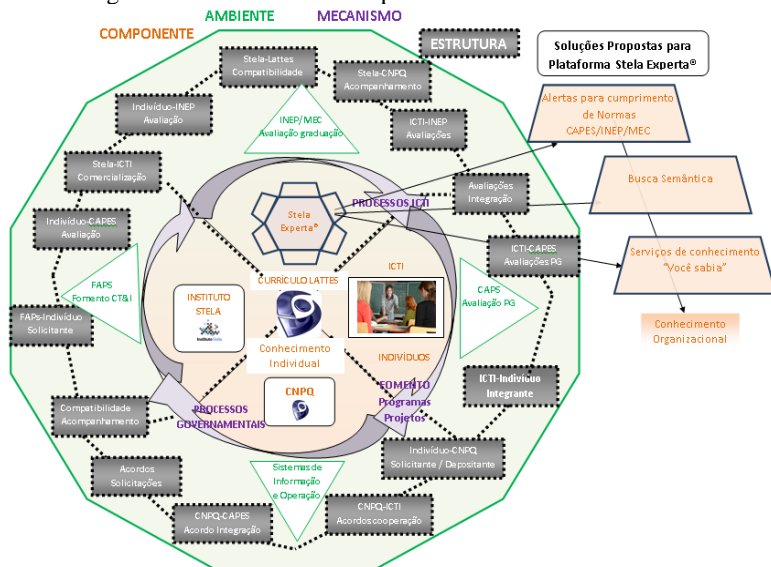 AMBIENTE
MECANISMO
COMPONENTE
ESTRUTURA
Soluções Propostas para
Plataforma Stela Experta®
Stela-Lattes
Compatibilidade
Stela-CNPQ
Acompanhamento
Indivíduo-INEP
Avaliação
INEP/MEC
Avaliação graduação
ICTI-INEP
Avaliações
Alertas para cumprimento
de Normas
CAPES/INEP/MEC
Stela-ICTI
Comercialização
Avaliações
Integração
Busca Semântica
PROCESSOS ICTI
Stela
Experta®
Indivíduo-CAPES
Avaliação
ICTI-CAPES
Avaliações PG
Serviços de conhecimento
"Você sabia"
FAPS
Fomento CT&I
CURRÍCULO LATTES
ICTI
CAPS
Avaliação PG
INSTITUTO
STELA
InstitutoStela
FAPs-Indivíduo
Solicitante
Conhecimento
Individual
INDIVÍDUOS
Conhecimento
Organizacional
CNPQ
FOMENTO
Programas
Projetos
ICTI-Indivíduo
Integrante
Compatibilidade
Acompanhamento
PROCESSOS
GOVERNAMENTAIS
Indivíduo-CNPQ
Solicitante / Depositante
Acordos
Solicitações
Sistemas de
Informação
e Operação
CNPQ-CAPES
Acordo Integração
CNPQ-ICTI
Acordos cooperação